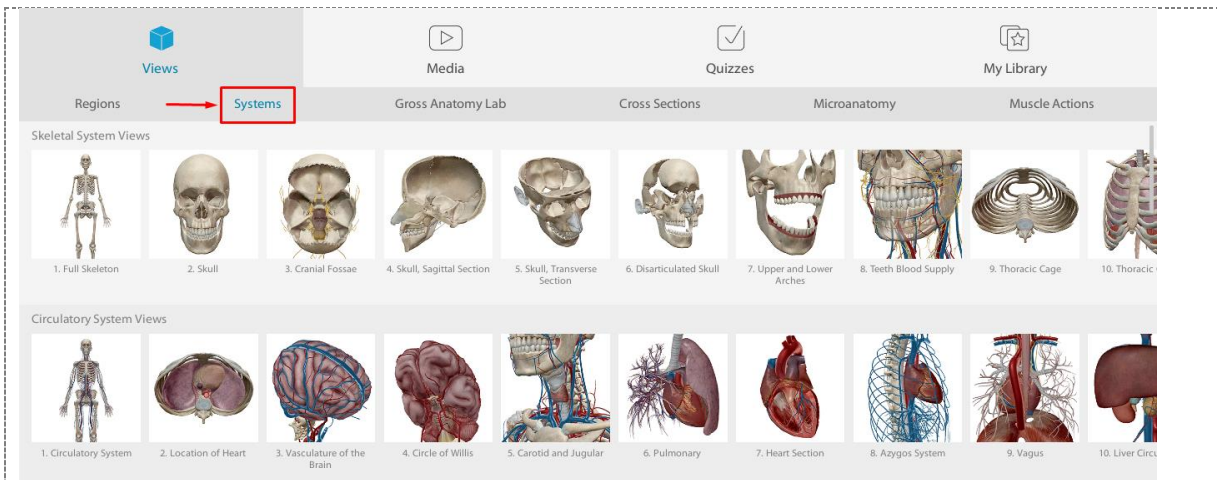 Views
Media
Quizzes
My Library
Regions
Systems
Gross Anatomy Lab
Cross Sections
Microanatomy
Muscle Actions
Skeletal System Views
1. Full Skeleton
2. Skull
3. Cranial Fossae
4. Skull, Sagittal Section
5. Skull, Transverse
Section
6. Disarticulated Skull
7. Upper and Lower
Arches
8. Teeth Blood Supply
9. Thoracic Cage
10. Thoracic
Circulatory System Views
1. Circulatory System
2. Location of Heart
3. Vasculature of the
Brain
4. Circle of Willis
5. Carotid and Jugular
6. Pulmonary
7. Heart Section
8. Azygos System
9. Vagus
10. Liver Circu